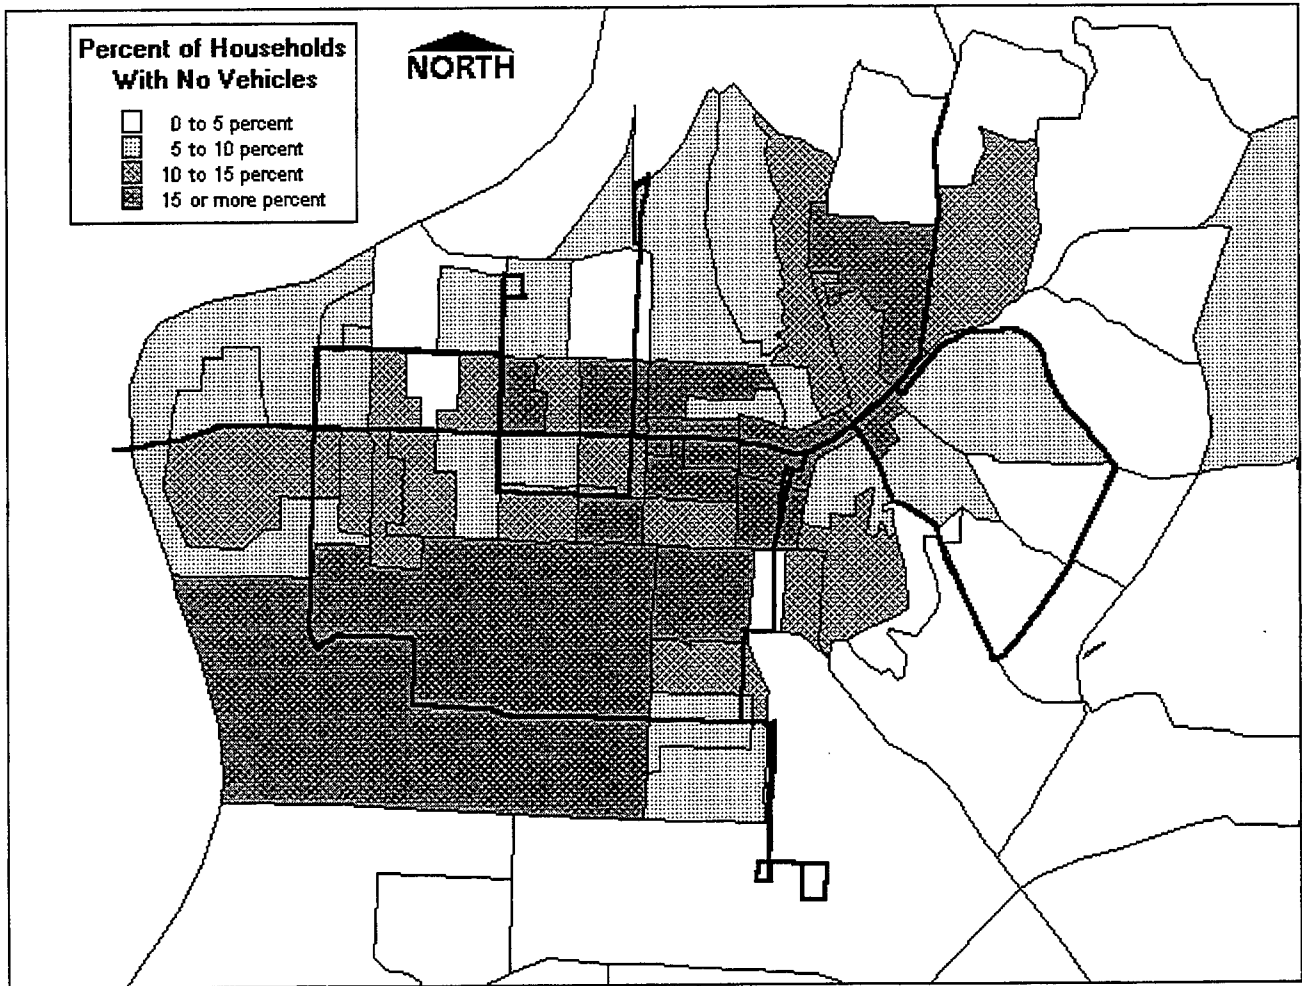 Percent of Households
With No Vehicles
0 to 5 percent
5 to 10 percent
10 to 15 percent
15 or more percent
NORTH